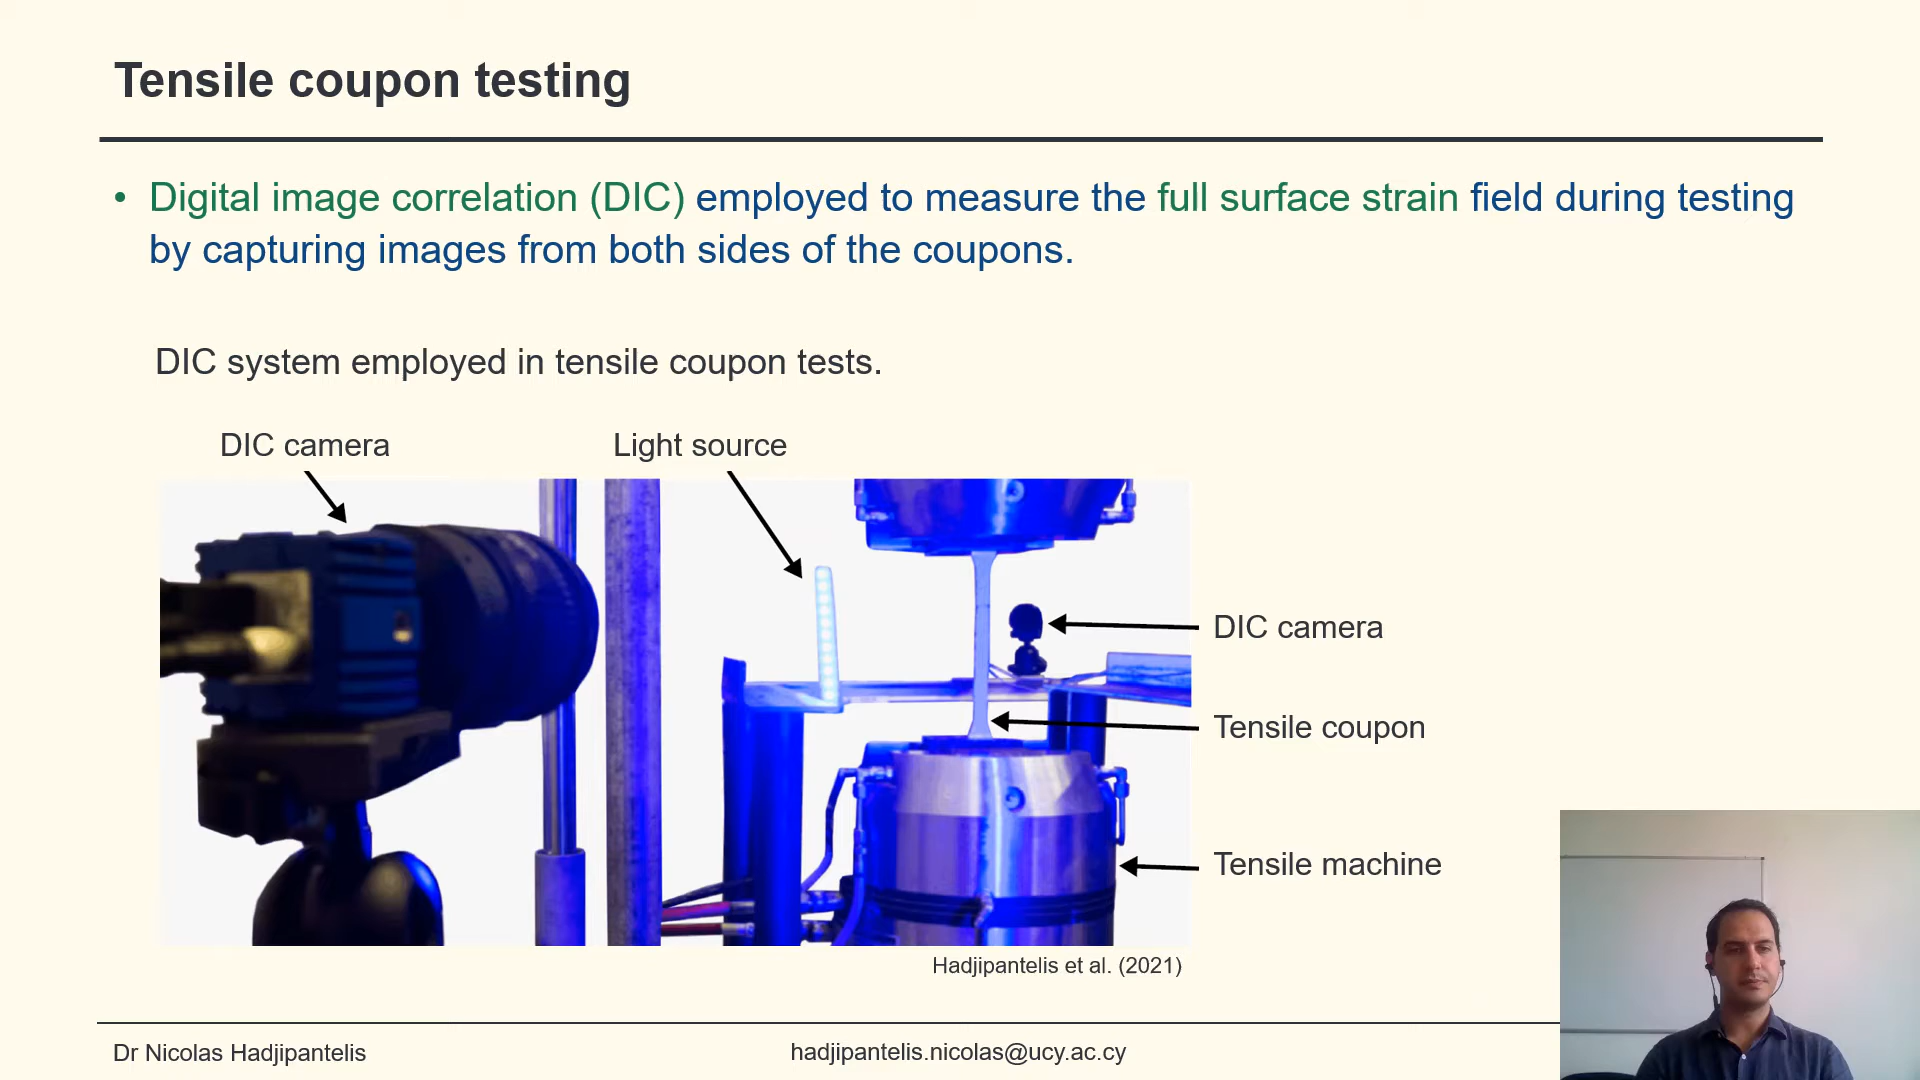 Tensile coupon testing
• Digital image correlation (DIC) employed to measure the full surface strain field during testing
by capturing images from both sides of the coupons.
DIC system employed in tensile coupon tests.
DIC camera
Light source
DIC camera
Tensile coupon
Tensile machine
Hadjipantelis et al. (2021)
Dr Nicolas Hadjipantelis
hadjipantelis.nicolas@ucy.ac.cy